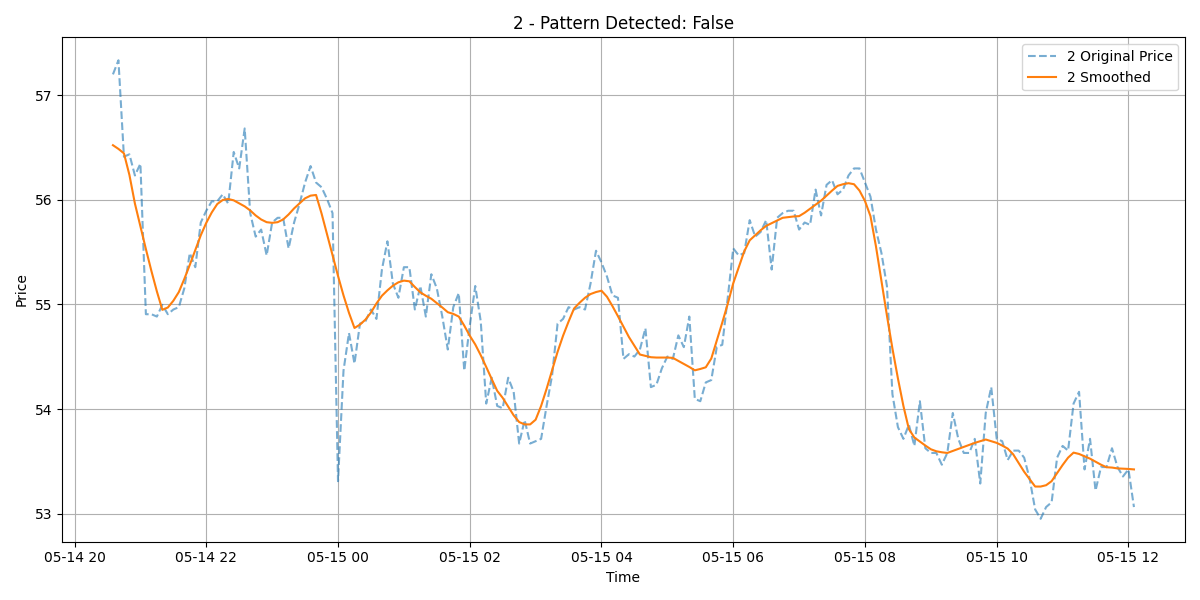 2 - Pattern Detected: False
2 Original Price
2 Smoothed
Price
57
56
55
54
53
05-14 20
05-14 22
05-15 00
05-15 02
05-15 04
05-15 06
05-15 08
05-15 10
05-15 12
Time